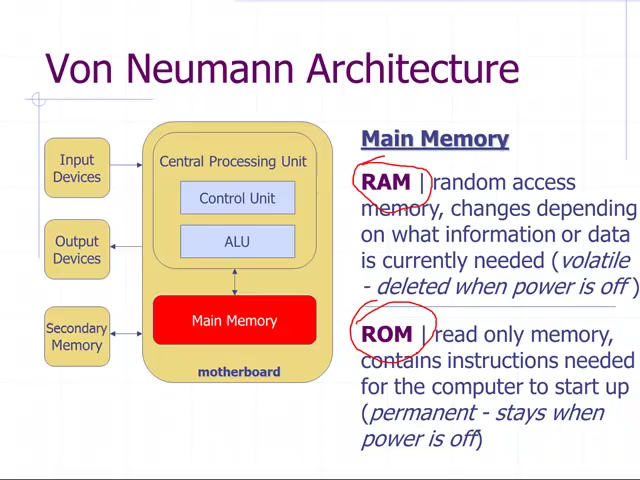 Von Neumann Architecture
Input
Devices
Output
Devices
Secondary
Memory
Central Processing Unit
Control Unit
ALU
Main Memory
motherboard
Main Memory
RAM | random access
memory, changes depending
on what information or data
is currently needed (volatile
- deleted when power is off )
ROM | read only memory,
contains instructions needed
for the computer to start up
(permanent - stays when
power is off)